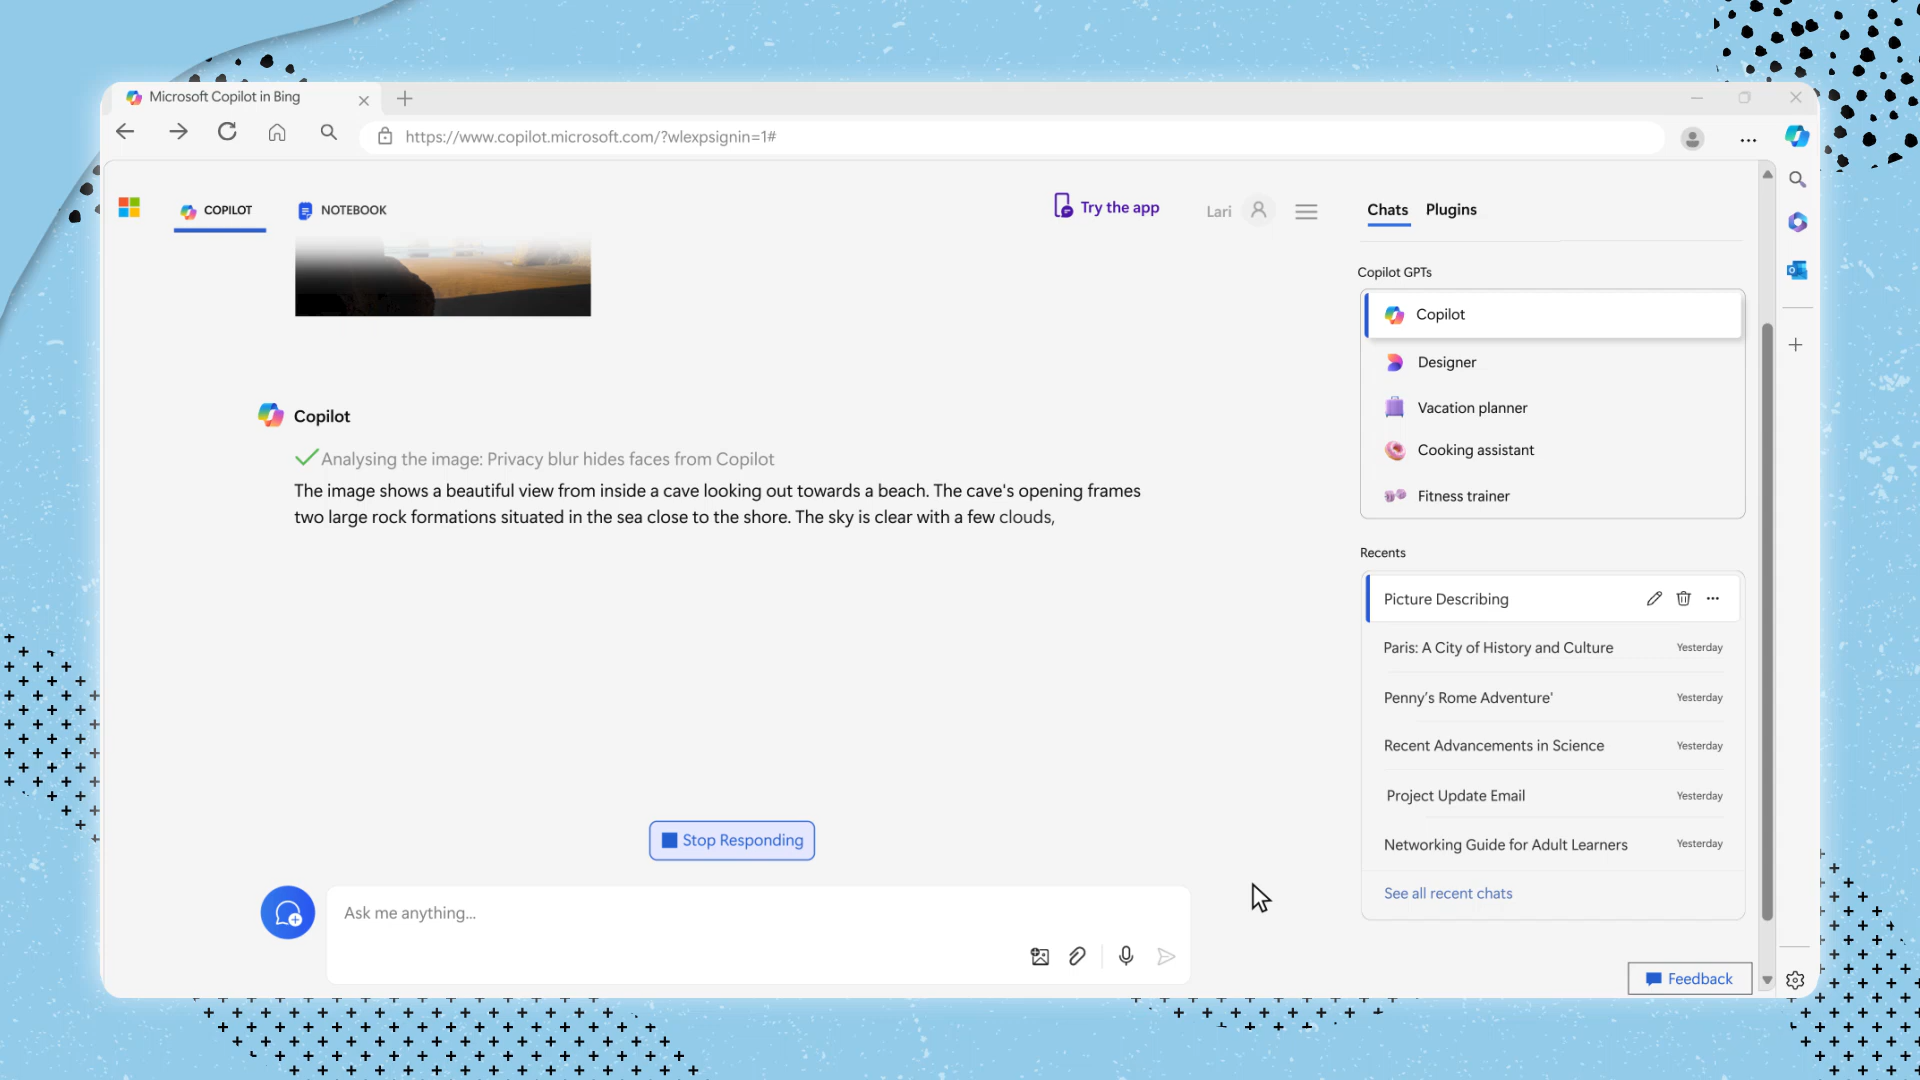 Microsoft Copilot in Bing
https://www.copilot.microsoft.com/?wlexpsignin=1#
COPILOT
NOTEBOOK
Try the app
Lari
Chats
Plugins
Copilot GPTs
Copilot
Designer
Vacation planner
Cooking assistant
Fitness trainer
Copilot
Analysing the image: Privacy blur hides faces from Copilot
The image shows a beautiful view from inside a cave looking out towards a beach. The cave's opening frames
two large rock formations situated in the sea close to the shore. The sky is clear with a few clouds,
Recents
Picture Describing
Paris: A City of History and Culture Yesterday
Penny’s Rome Adventure' Yesterday
Recent Advancements in Science Yesterday
Project Update Email Yesterday
Networking Guide for Adult Learners Yesterday
See all recent chats
Stop Responding
Ask me anything...
Feedback